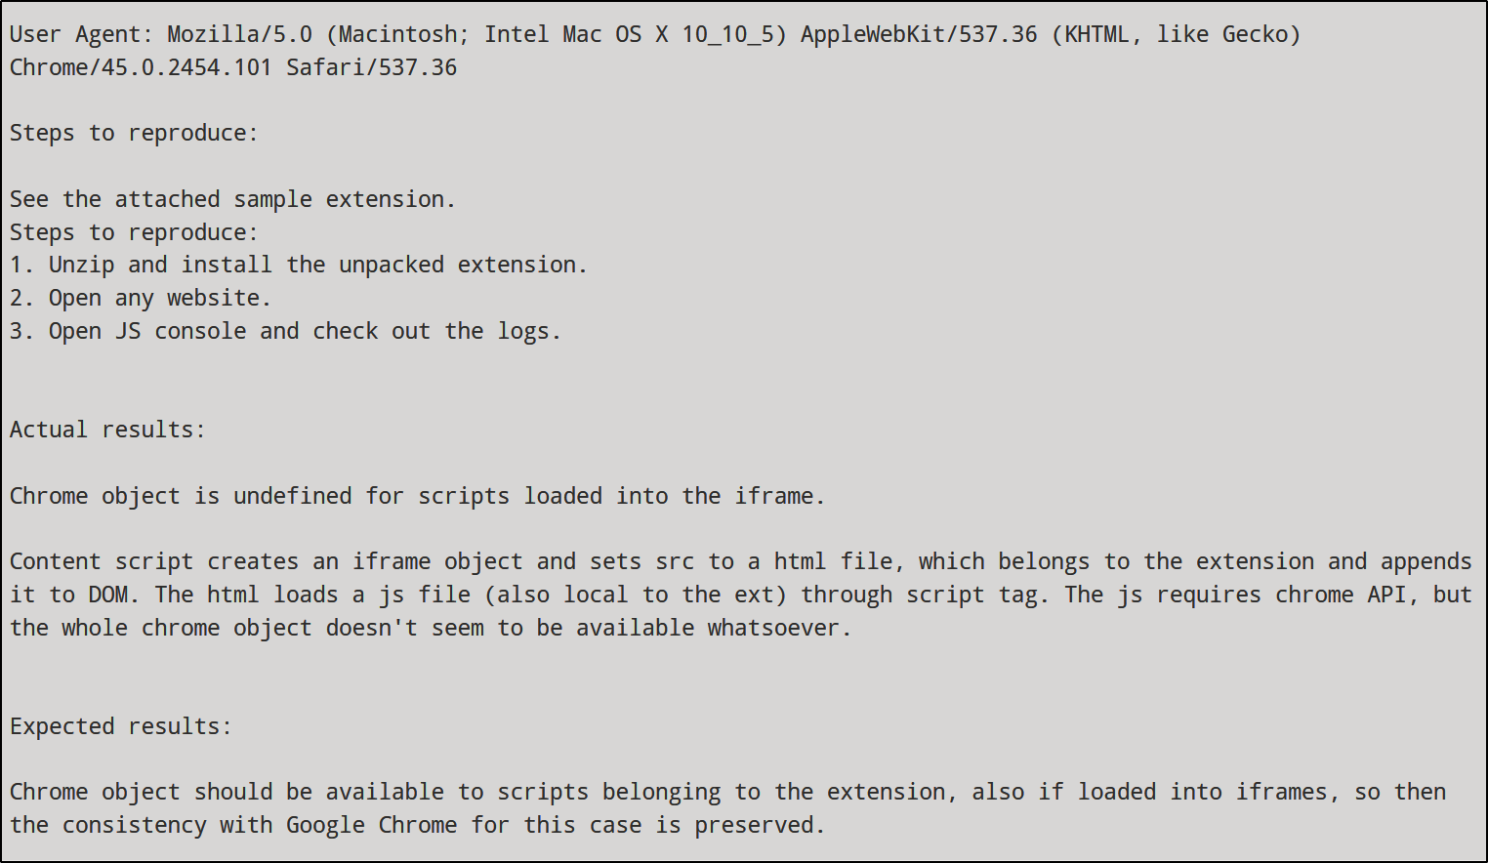 User Agent: Mozilla/5.0 (Macintosh; Intel Mac OS X 10_10_5) AppleWebKit/537.36 (KHTML, like Gecko)
Chrome/45.0.2454.101 Safari/537.36
Steps to reproduce:
See the attached sample extension.
Steps to reproduce:
1. Unzip and install the unpacked extension.
2. Open any website.
3. Open JS console and check out the logs.
Actual results:
Chrome object is undefined for scripts loaded into the iframe.
Content script creates an iframe object and sets src to a html file, which belongs to the extension and appends
it to DOM. The html loads a js file (also local to the ext) through script tag. The js requires chrome API, but
the whole chrome object doesn't seem to be available whatsoever.
Expected results:
Chrome object should be available to scripts belonging to the extension, also if loaded into iframes, so then
the consistency with Google Chrome for this case is preserved.